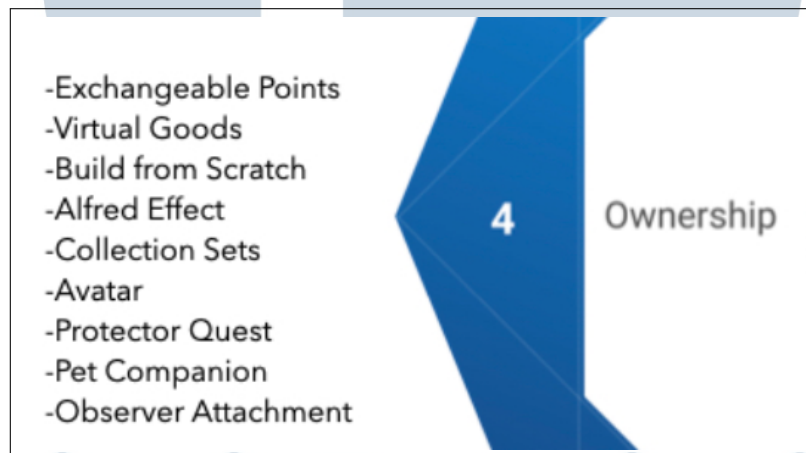 -Exchangeable Points
-Virtual Goods
-Build from Scratch
-Alfred Effect
-Collection Sets
-Avatar
-Protector Quest
-Pet Companion
-Observer Attachment
4
Ownership